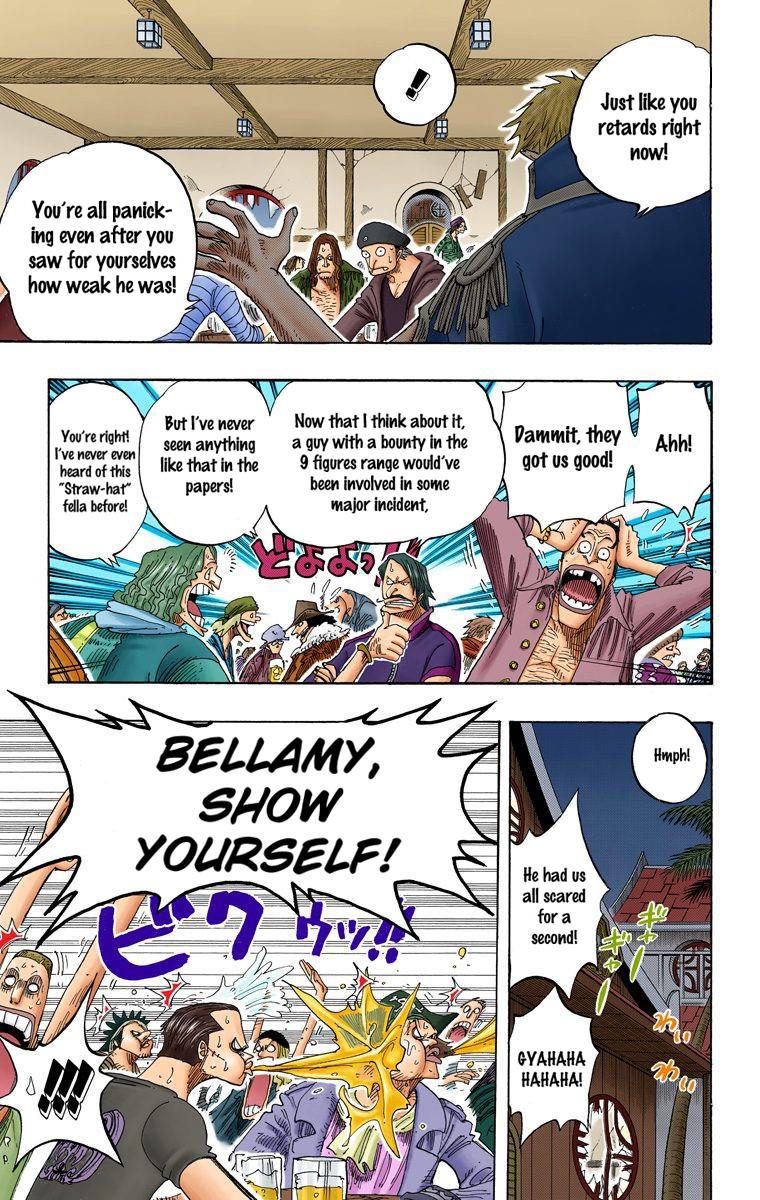 Just like you
retards right
now!
!
You're all panick-
ing even after you
saw for yourselves
how weak he was!
Ahh!
Dammit, they
got us good!
Now that I think about it,
a guy with a bounty in the
9 figures range would've
been involved in some
major incident,
But I've never
seen anything
like that in the
papers!
You're right!
I've never even
heard of this
"Straw-hat"
fella before!
どよよっ!!
Hmph!
He had us
all scared
for a
second!
ギャー
ギャー
わい
わい
GYAHAHA
HAHAHA!
BELLAMY,
SHOW
YOURSELF!
ウッ!!
ビク
!!!